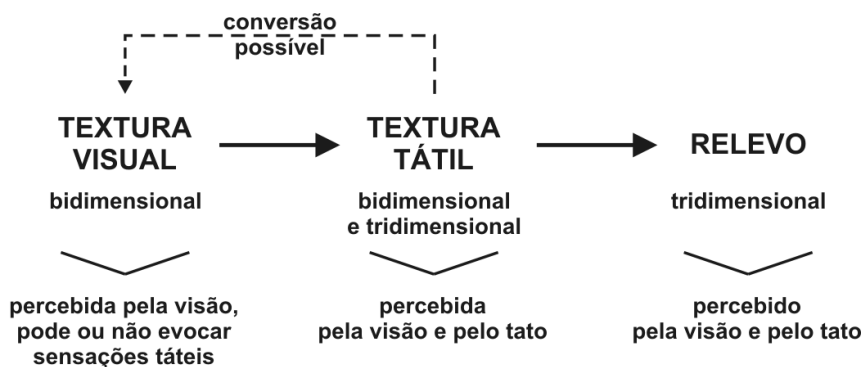 conversão
possível
TEXTURA
VISUAL
bidimensional
percebida pela visão,
pode ou não evocar
sensações táteis
TEXTURA
TÁTIL
bidimensional
e tridimensional
percebida
pela visão e pelo tato
RELEVO
tridimensional
percebido
pela visão e pelo tato